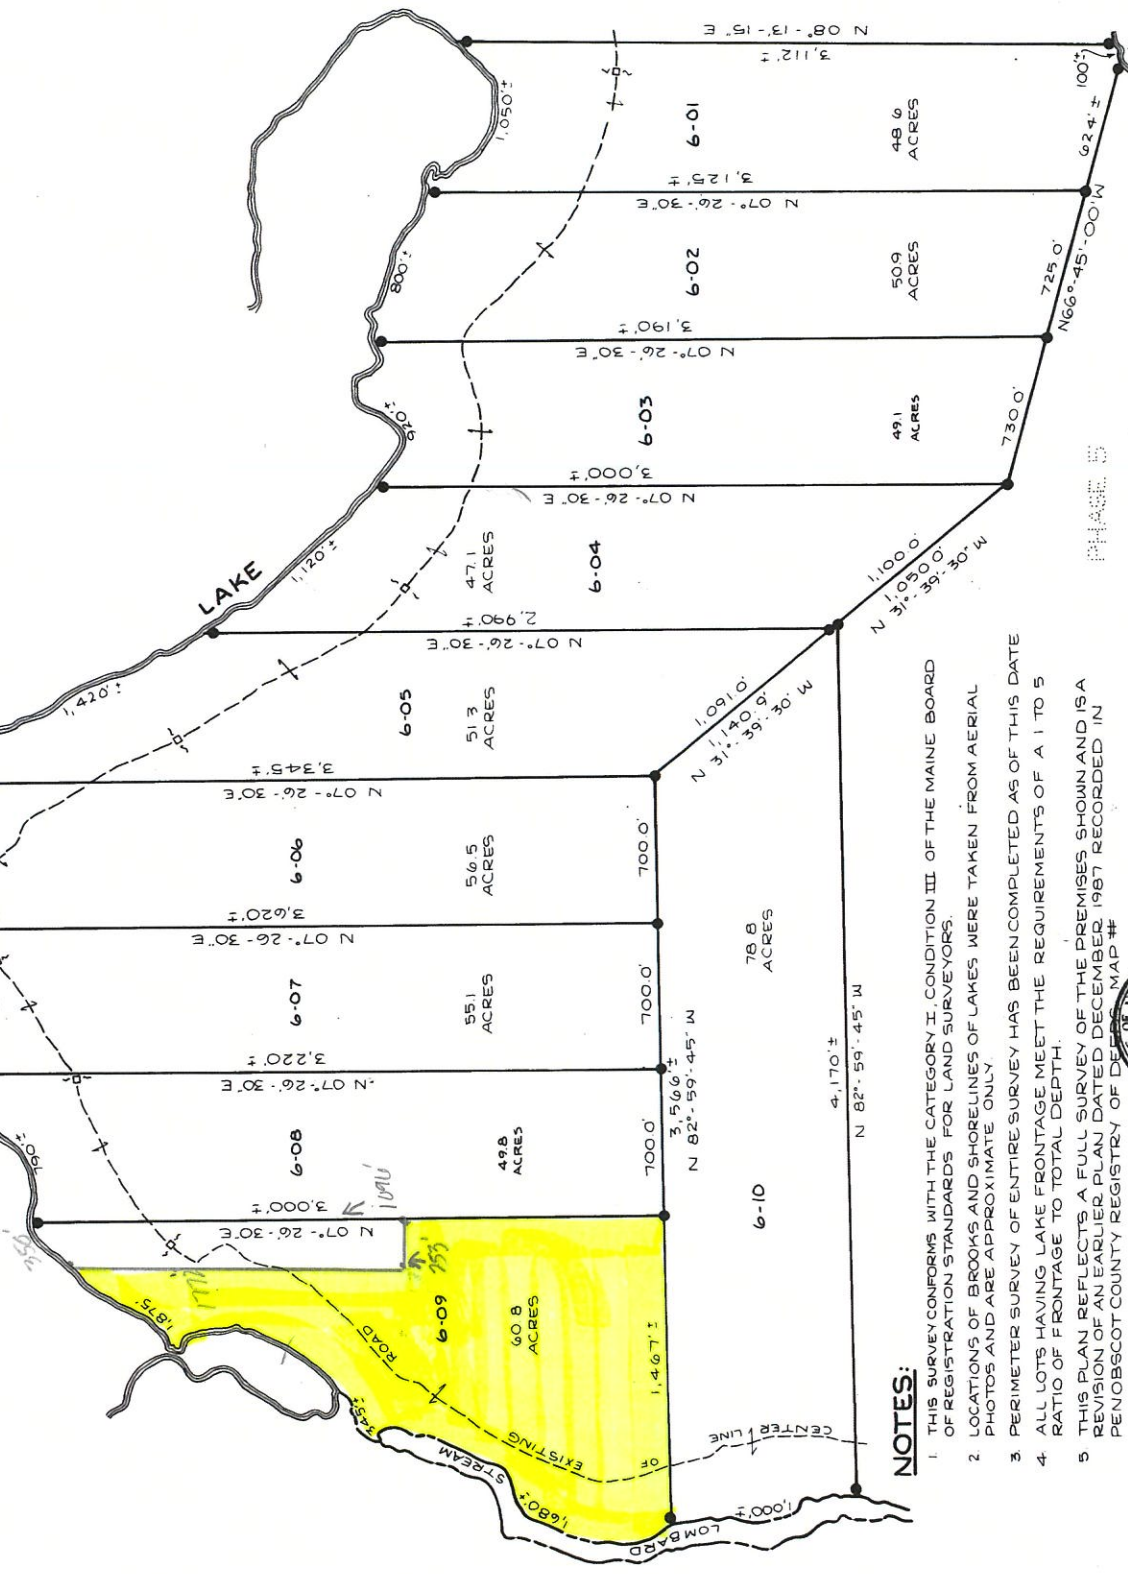 LAKE
N 08°-13'-15" E
3,112'±
100'±
1,050'±
6-01
48.6
ACRES
624'±
3,125'±
N 07°-26'-30"E
800'±
6-02
50.9
ACRES
725.0'
N66°-45'-00"W
3,190'±
N 07°-26'-30"E
920'±
6-03
49.1
ACRES
730.0'
3,000'±
N 07°-26'-30"E
1,120'±
47.1
ACRES
6-04
1,100.0'
1,050.0'
N 31°-39'-30" W
2,990'±
N 07°-26'-30"E
1,420'±
6-05
51.3
ACRES
1,091.0'
1,140.9'
N 31°-39'-30" W
3,345'±
N 07°-26'-30"E
6-06
56.5
ACRES
700.0'
3,620'±
N 07°-26'-30"E
6-07
55.1
ACRES
700.0'
3,220'±
N 07°-26'-30"E
790'±
6-08
49.8
ACRES
700.0'
3,566'±
N 82°-59'-45" W
3,000'±
N 07°-26'-30"E
350'
253'
1,875'
6-09
60.8
ACRES
1,467'±
345'±
1,680'±
CENTER LINE
OF
EXISTING
ROAD
LOMBARD
STREAM
1,000'±
78.8
ACRES
6-10
4,170'±
N 82°-59'-45" W
PHASE 5
NOTES:
1. THIS SURVEY CONFORMS WITH THE CATEGORY I, CONDITION III OF THE MAINE BOARD
OF REGISTRATION STANDARDS FOR LAND SURVEYORS.
2. LOCATIONS OF BROOKS AND SHORELINES OF LAKES WERE TAKEN FROM AERIAL
PHOTOS AND ARE APPROXIMATE ONLY.
3. PERIMETER SURVEY OF ENTIRE SURVEY HAS BEEN COMPLETED AS OF THIS DATE
4. ALL LOTS HAVING LAKE FRONTAGE MEET THE REQUIREMENTS OF A 1 TO 5
RATIO OF FRONTAGE TO TOTAL DEPTH.
5. THIS PLAN REFLECTS A FULL SURVEY OF THE PREMISES SHOWN AND IS A
REVISION OF AN EARLIER PLAN DATED DECEMBER 1987 RECORDED IN
PENOBSCOT COUNTY REGISTRY OF DEEDS MAP #